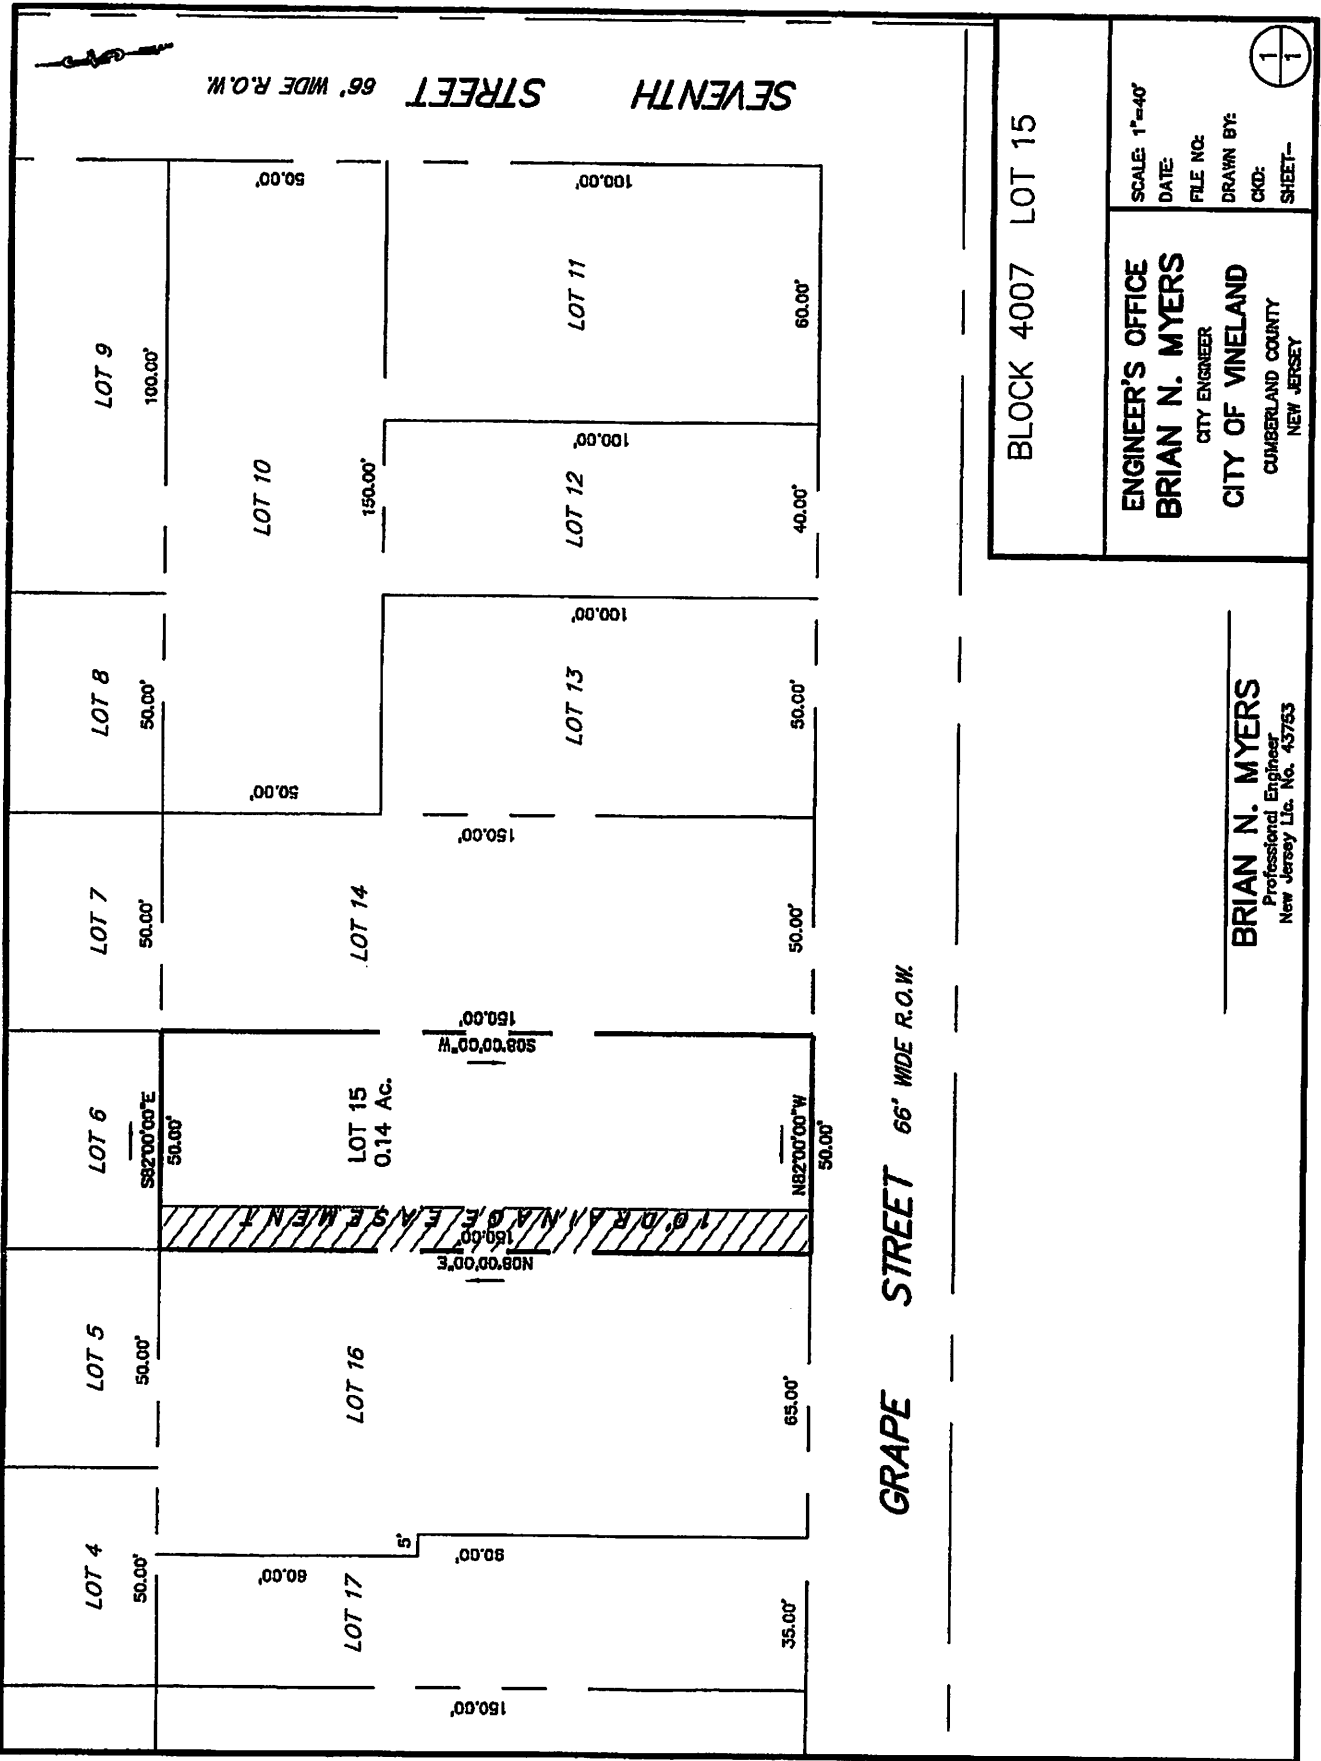 SEVENTH STREET 66' WIDE R.O.W.
LOT 4
50.00'
LOT 5
50.00'
LOT 6
S82°00'00"E
50.00'
LOT 7
50.00'
LOT 8
50.00'
LOT 9
100.00'
LOT 10
50.00'
150.00'
50.00'
LOT 11
100.00'
60.00'
LOT 12
100.00'
40.00'
LOT 13
100.00'
50.00'
LOT 14
150.00'
50.00'
LOT 15
0.14 Ac.
150.00'
S08°00'00"W
N82°00'00"W
50.00'
10' DRAINAGE EASEMENT
150.00'
N08°00'00"E
LOT 16
65.00'
LOT 17
60.00'
5'
90.00'
35.00'
150.00'
GRAPE STREET 66' WIDE R.O.W.
BLOCK 4007 LOT 15
ENGINEER'S OFFICE
BRIAN N. MYERS
CITY ENGINEER
CITY OF VINELAND
CUMBERLAND COUNTY
NEW JERSEY
SCALE: 1"=40'
DATE:
FILE NO:
DRAWN BY:
CKD:
SHEET--
1
1
BRIAN N. MYERS
Professional Engineer
New Jersey Lic. No. 43753